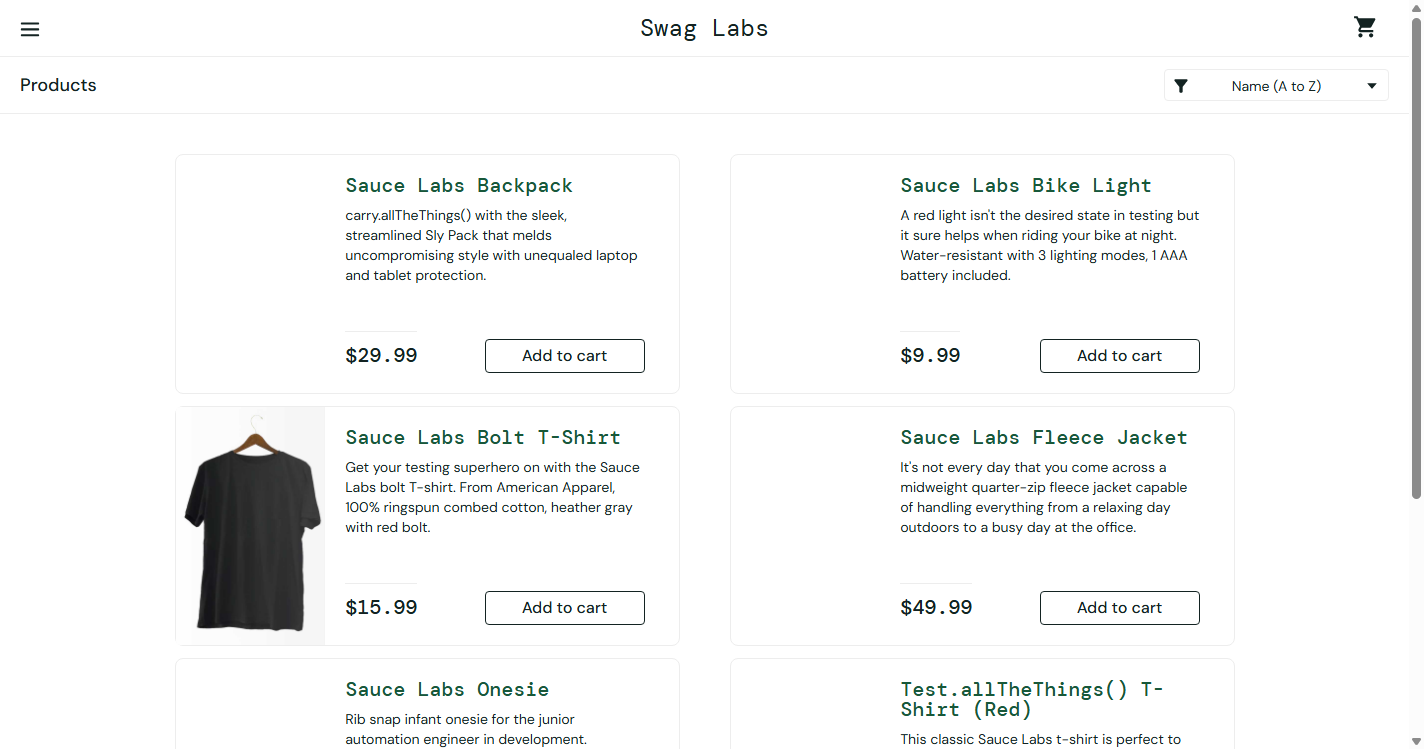 Swag Labs
Products
Name (A to Z)
Sauce Labs Backpack
carry.allTheThings() with the sleek,
streamlined Sly Pack that melds
uncompromising style with unequaled laptop
and tablet protection.
$29.99
Add to cart
Sauce Labs Bike Light
A red light isn't the desired state in testing but
it sure helps when riding your bike at night.
Water-resistant with 3 lighting modes, 1 AAA
battery included.
$9.99
Add to cart
Sauce Labs Bolt T-Shirt
Get your testing superhero on with the Sauce
Labs bolt T-shirt. From American Apparel,
100% ringspun combed cotton, heather gray
with red bolt.
$15.99
Add to cart
Sauce Labs Fleece Jacket
It's not every day that you come across a
midweight quarter-zip fleece jacket capable
of handling everything from a relaxing day
outdoors to a busy day at the office.
$49.99
Add to cart
Sauce Labs Onesie
Rib snap infant onesie for the junior
automation engineer in development.
Test.allTheThings() T-
Shirt (Red)
This classic Sauce Labs t-shirt is perfect to